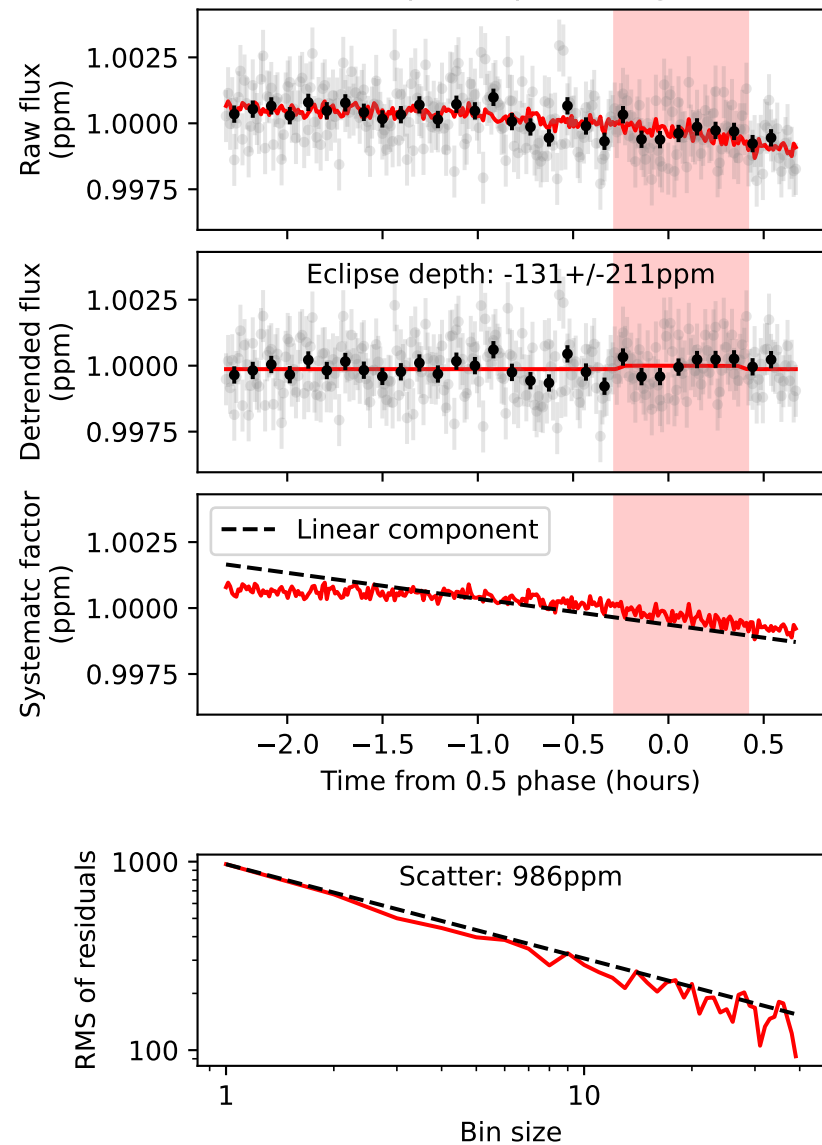 Raw flux
(ppm)
1.0025
1.0000
0.9975
Detrended flux
(ppm)
Eclipse depth: -131+/-211ppm
1.0025
1.0000
0.9975
Systematc factor
(ppm)
Linear component
1.0025
1.0000
0.9975
−2.0 −1.5 −1.0 −0.5 0.0 0.5
Time from 0.5 phase (hours)
RMS of residuals
Scatter: 986ppm
1000
100
1 10
Bin size